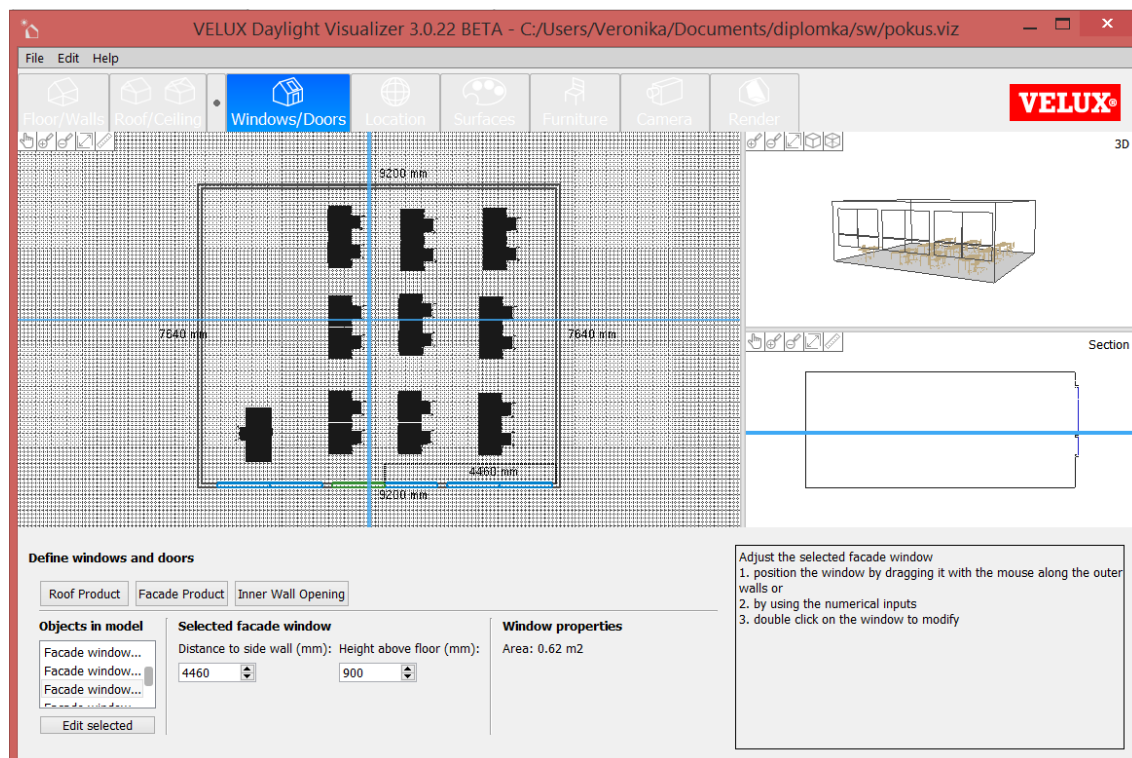 VELUX Daylight Visualizer 3.0.22 BETA - C:/Users/Veronika/Documents/diplomka/sw/pokus.viz
File Edit Help
Floor/Walls Roof/Ceiling Windows/Doors Location Surfaces Furniture Camera Render
VELUX®
3D
9200 mm
7640 mm 7640 mm
4460 mm
9200 mm
Section
Define windows and doors
Roof Product Facade Product Inner Wall Opening
Objects in model
Facade window...
Facade window...
Facade window...
Facade window...
Edit selected
Selected facade window
Distance to side wall (mm): Height above floor (mm):
4460 900
Window properties
Area: 0.62 m2
Adjust the selected facade window
1. position the window by dragging it with the mouse along the outer
walls or
2. by using the numerical inputs
3. double click on the window to modify